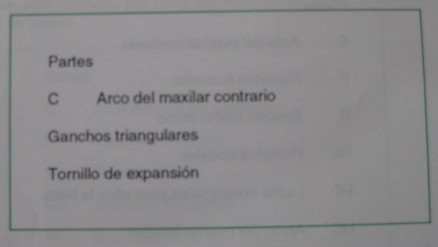 Partes
C Arco del maxilar contrario
Ganchos triangulares
Tornillo de expansión